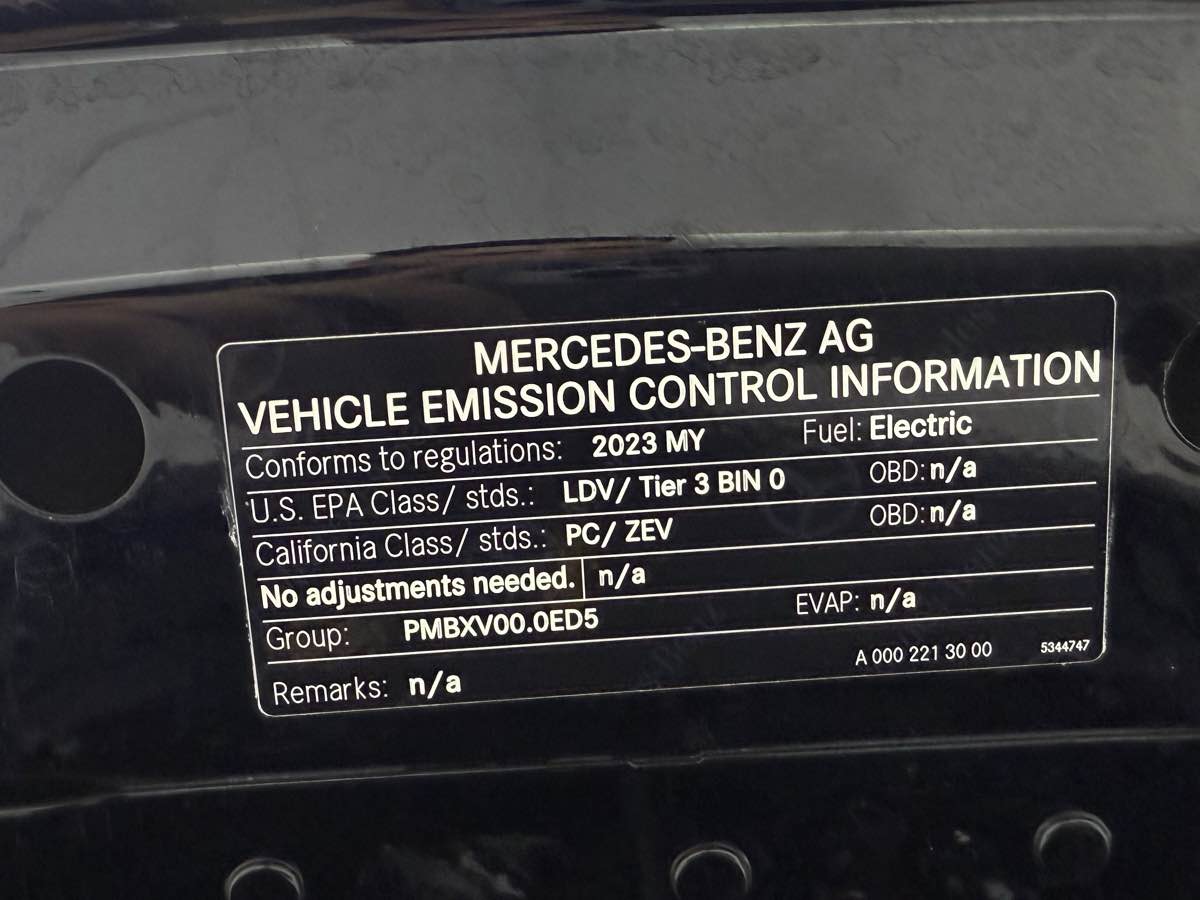 MERCEDES-BENZ AG
VEHICLE EMISSION CONTROL INFORMATION
Conforms to regulations: 2023 MY Fuel: Electric
U.S. EPA Class/ stds.: LDV/ Tier 3 BIN 0 OBD: n/a
California Class/ stds.: PC/ ZEV OBD: n/a
No adjustments needed. n/a
Group: PMBXV00.0ED5 EVAP: n/a
Remarks: n/a A 000 221 30 00 5344747